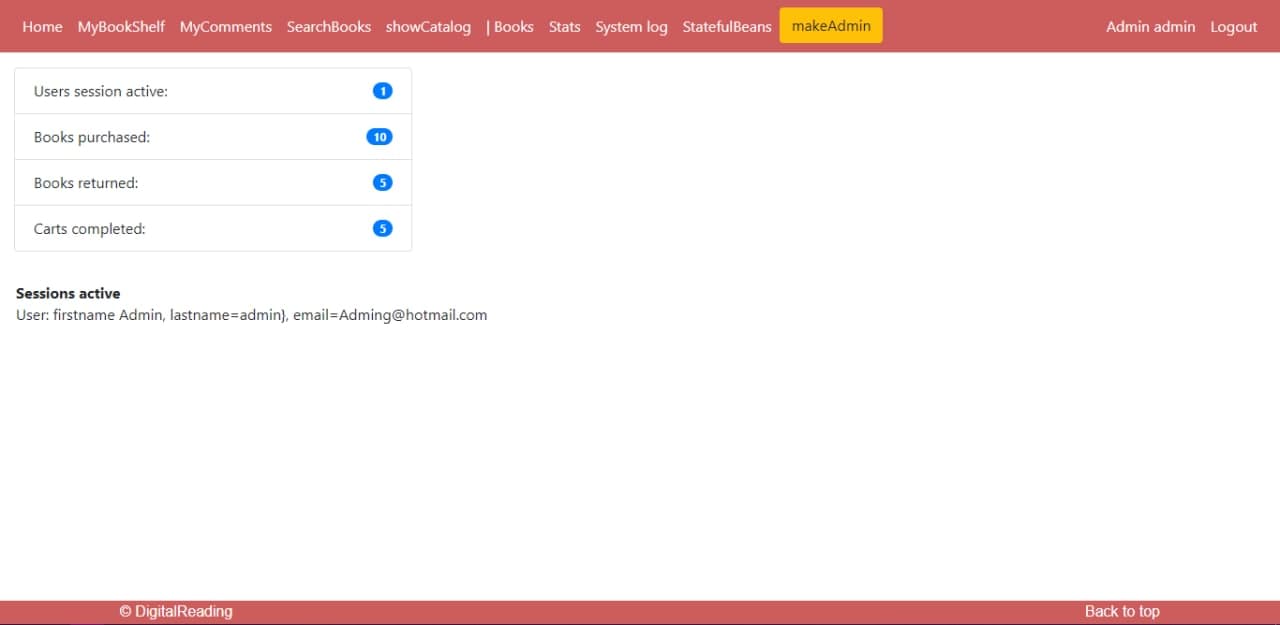 Home MyBookShelf MyComments SearchBooks showCatalog | Books Stats System log StatefulBeans makeAdmin Admin admin Logout
Users session active: 1
Books purchased: 10
Books returned: 5
Carts completed: 5
Sessions active
User: firstname Admin, lastname=admin}, email=Adming@hotmail.com
© DigitalReading Back to top